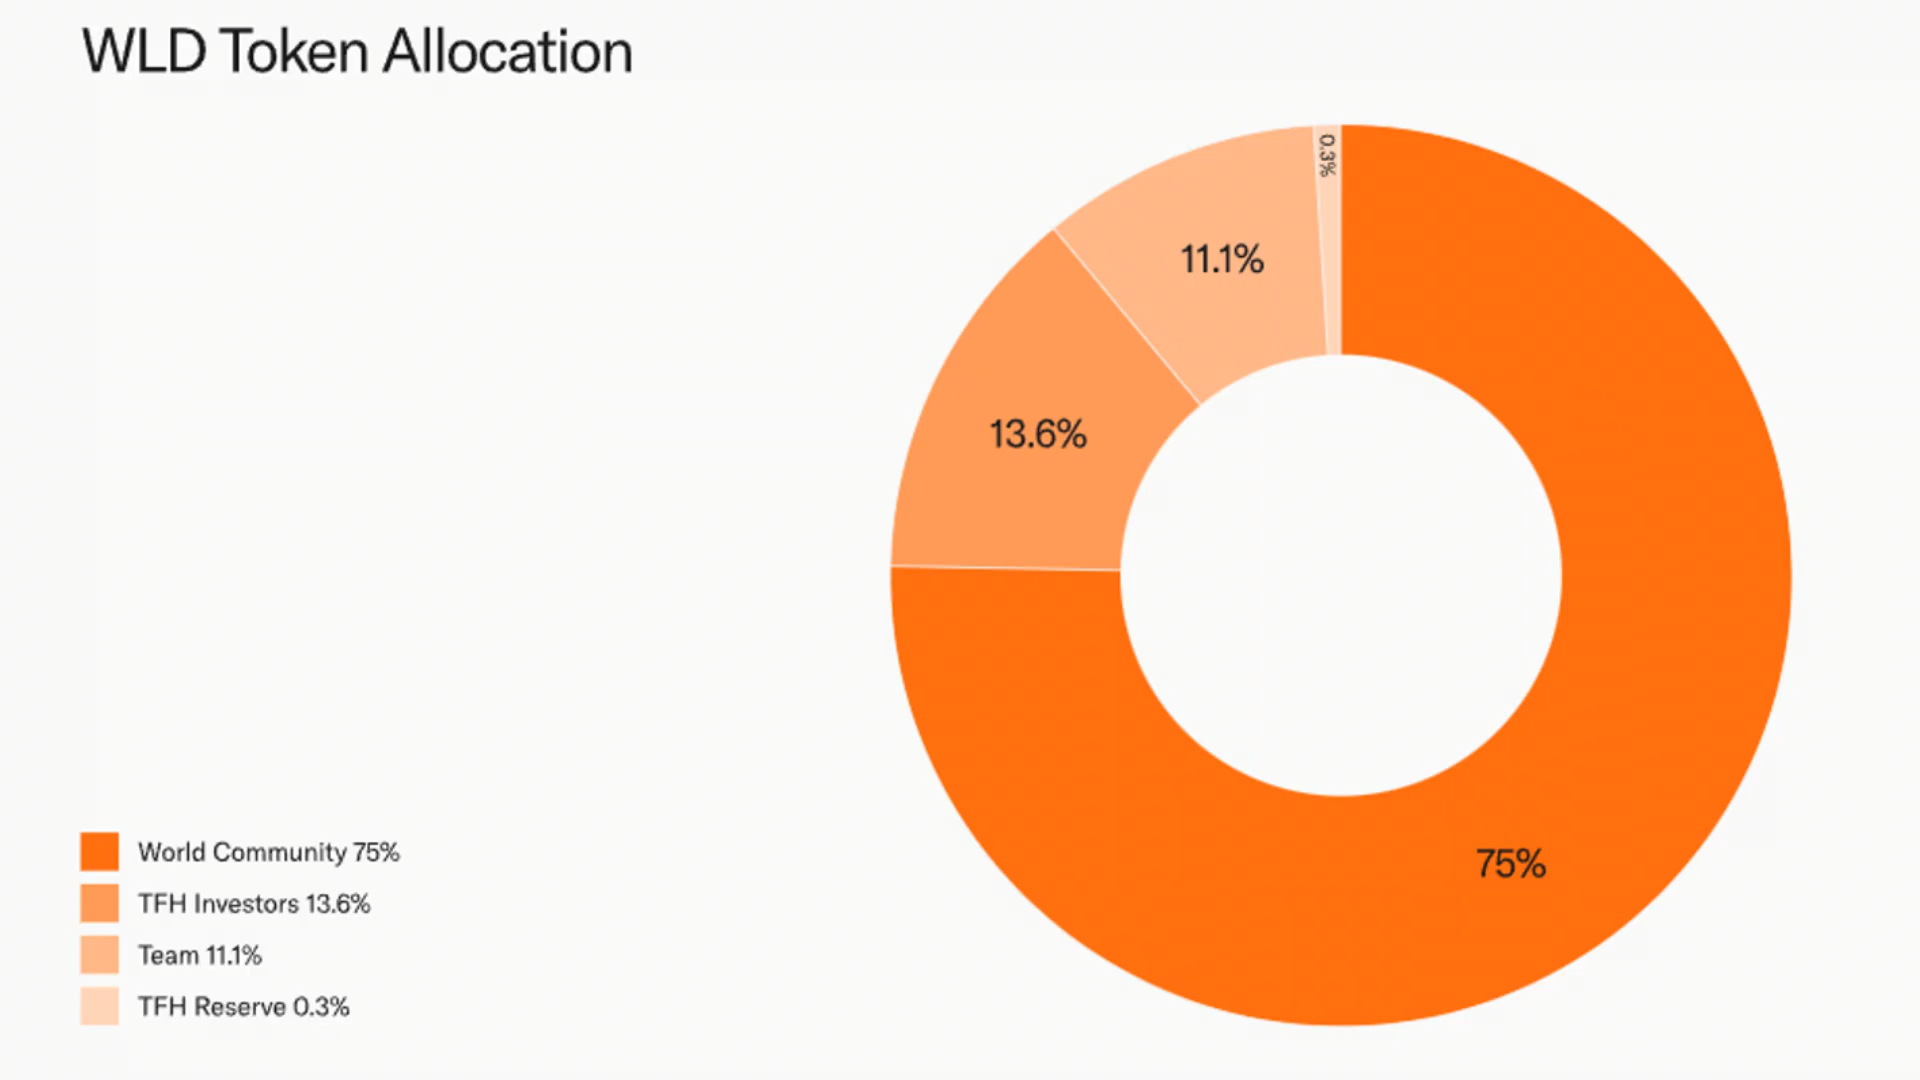 WLD Token Allocation
0.3%
11.1%
13.6%
75%
World Community 75%
TFH Investors 13.6%
Team 11.1%
TFH Reserve 0.3%